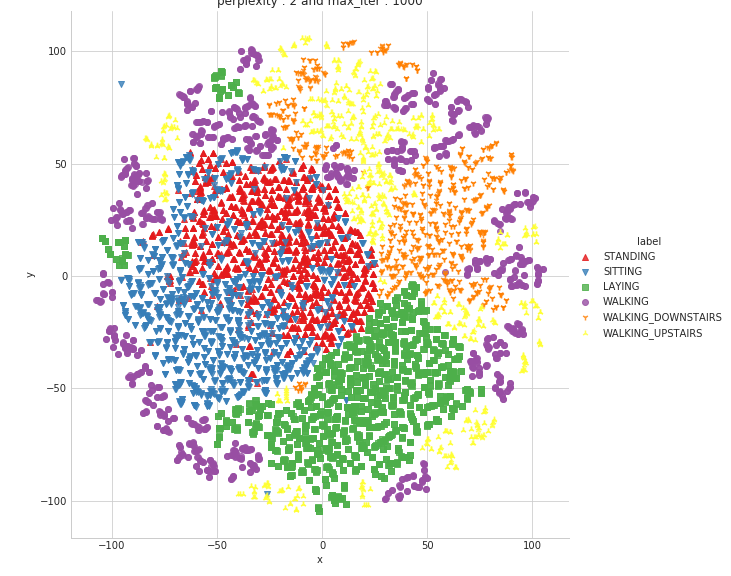 perplexity : 2 and max_iter : 1000
100
50
0
−50
−100
y
−100
−50
0
50
100
x
label
STANDING
SITTING
LAYING
WALKING
WALKING_DOWNSTAIRS
WALKING_UPSTAIRS